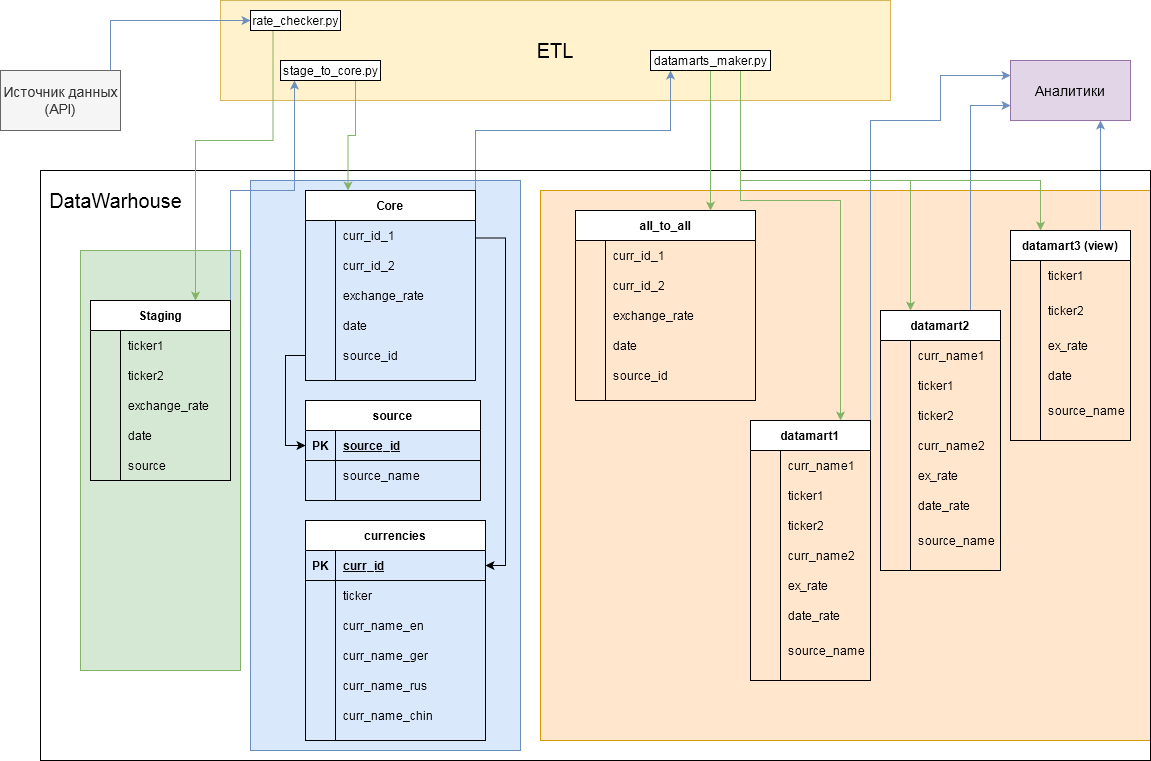 rate_checker.py
ETL
stage_to_core.py
datamarts_maker.py
Источник данных
(API)
Аналитики
DataWarhouse
Staging
ticker1
ticker2
exchange_rate
date
source
Core
curr_id_1
curr_id_2
exchange_rate
date
source_id
source
PK source_id
source_name
currencies
PK curr_id
ticker
curr_name_en
curr_name_ger
curr_name_rus
curr_name_chin
all_to_all
curr_id_1
curr_id_2
exchange_rate
date
source_id
datamart1
curr_name1
ticker1
ticker2
curr_name2
ex_rate
date_rate
source_name
datamart2
curr_name1
ticker1
ticker2
curr_name2
ex_rate
date_rate
source_name
datamart3 (view)
ticker1
ticker2
ex_rate
date
source_name